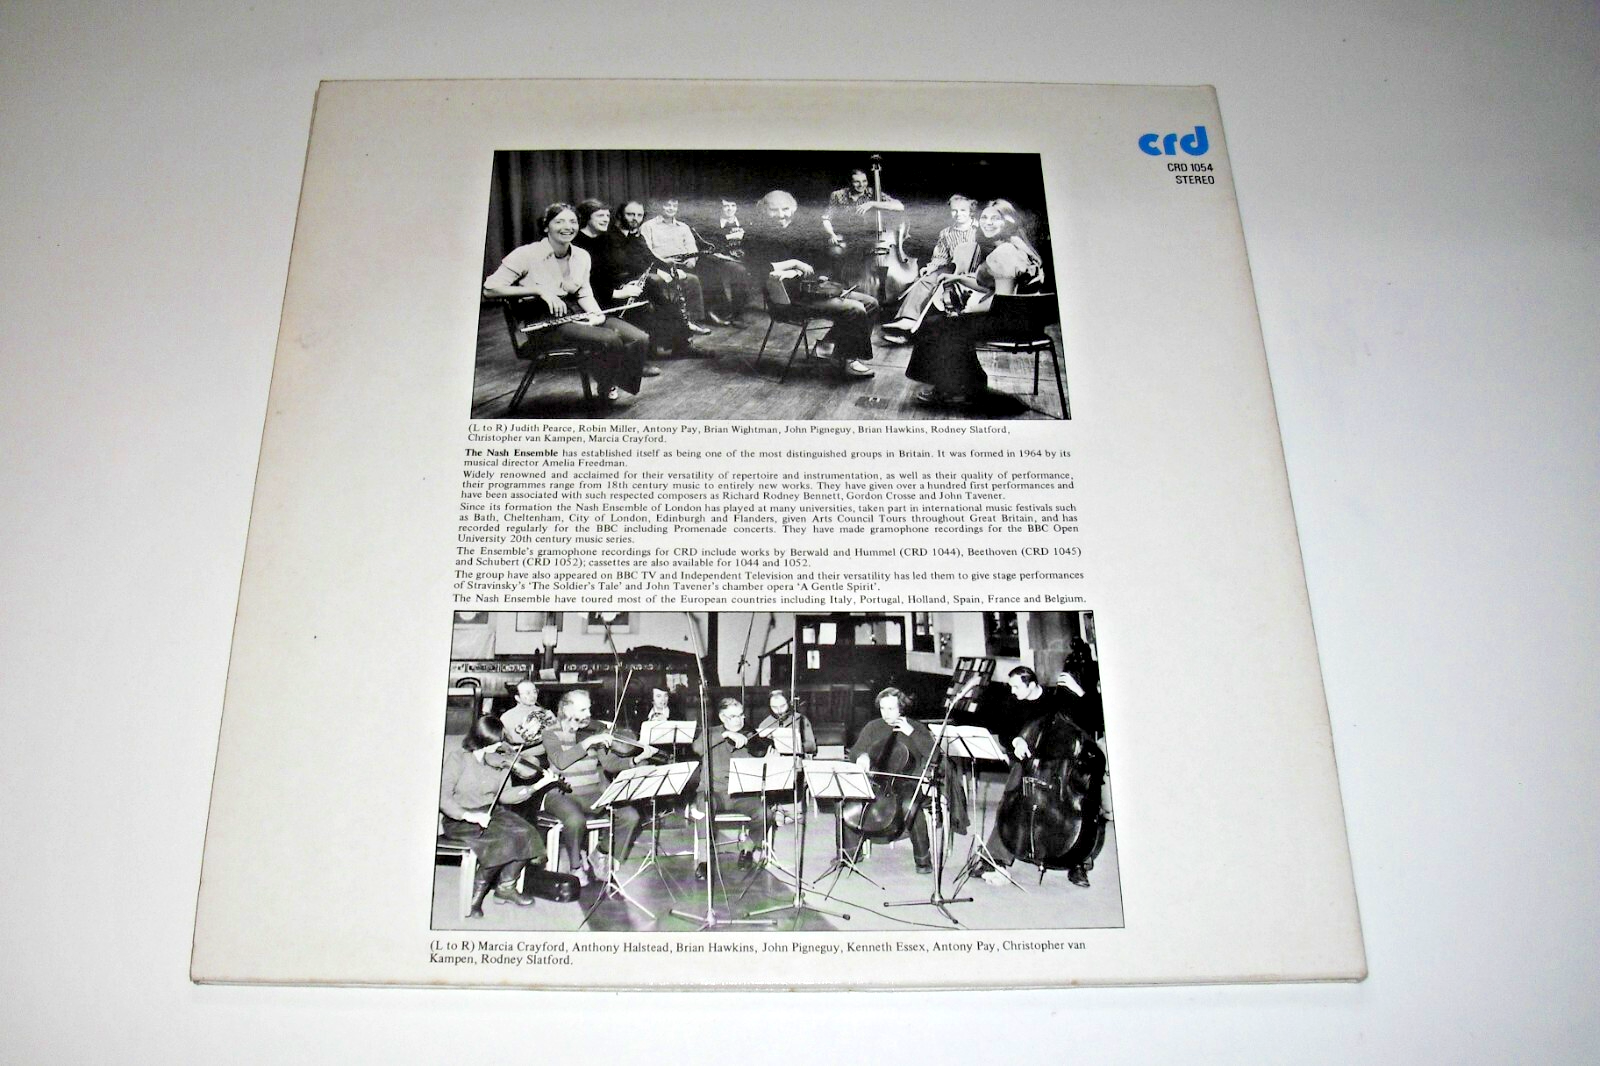 crd
CRD 1054
STEREO
(L to R) Judith Pearce, Robin Miller, Antony Pay, Brian Wightman, John Pigneguy, Brian Hawkins, Rodney Slatford,
Christopher van Kampen, Marcia Crayford.
The Nash Ensemble has established itself as being one of the most distinguished groups in Britain. It was formed in 1964 by its
musical director Amelia Freedman.
Widely renowned and acclaimed for their versatility of repertoire and instrumentation, as well as their quality of performance,
their programmes range from 18th century music to entirely new works. They have given over a hundred first performances and
have been associated with such respected composers as Richard Rodney Bennett, Gordon Crosse and John Tavener.
Since its formation the Nash Ensemble of London has played at many universities, taken part in international music festivals such
as Bath, Cheltenham, City of London, Edinburgh and Flanders, given Arts Council Tours throughout Great Britain, and has
recorded regularly for the BBC including Promenade concerts. They have made gramophone recordings for the BBC Open
University 20th century music series.
The Ensemble's gramophone recordings for CRD include works by Berwald and Hummel (CRD 1044), Beethoven (CRD 1045)
and Schubert (CRD 1052); cassettes are also available for 1044 and 1052.
The group have also appeared on BBC TV and Independent Television and their versatility has led them to give stage performances
of Stravinsky's 'The Soldier's Tale' and John Tavener's chamber opera 'A Gentle Spirit'.
The Nash Ensemble have toured most of the European countries including Italy, Portugal, Holland, Spain, France and Belgium.
(L to R) Marcia Crayford, Anthony Halstead, Brian Hawkins, John Pigneguy, Kenneth Essex, Antony Pay, Christopher van
Kampen, Rodney Slatford.